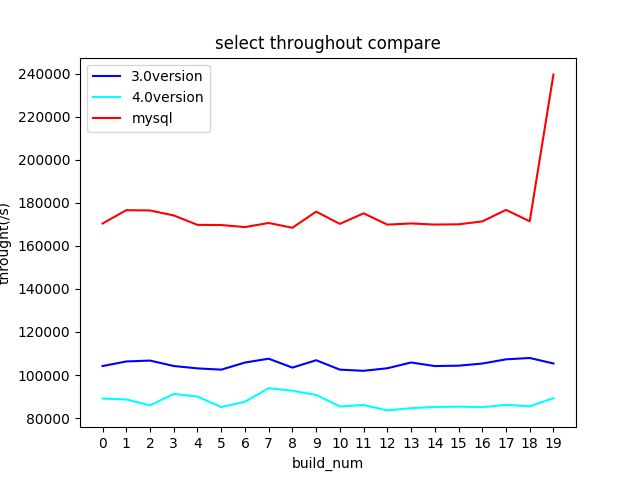 select throughout compare
3.0version
4.0version
mysql
240000
220000
200000
180000
160000
140000
120000
100000
80000
throught(/s)
0 1 2 3 4 5 6 7 8 9 10 11 12 13 14 15 16 17 18 19
build_num